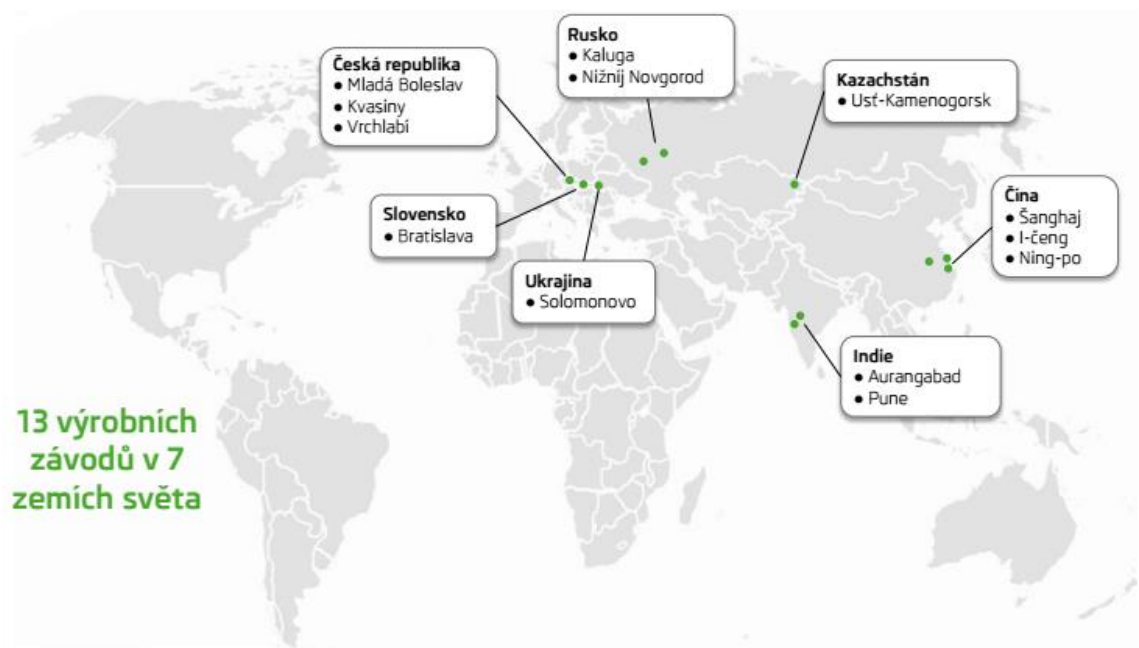 Rusko
● Kaluga
● Nižnij Novgorod
Česká republika
● Mladá Boleslav
● Kvasiny
● Vrchlabí
Kazachstán
● Usť-Kamenogorsk
Čína
● Šanghaj
● I-čeng
● Ning-po
Slovensko
● Bratislava
Ukrajina
● Solomonovo
Indie
● Aurangabad
● Pune
13 výrobních
závodů v 7
zemích světa